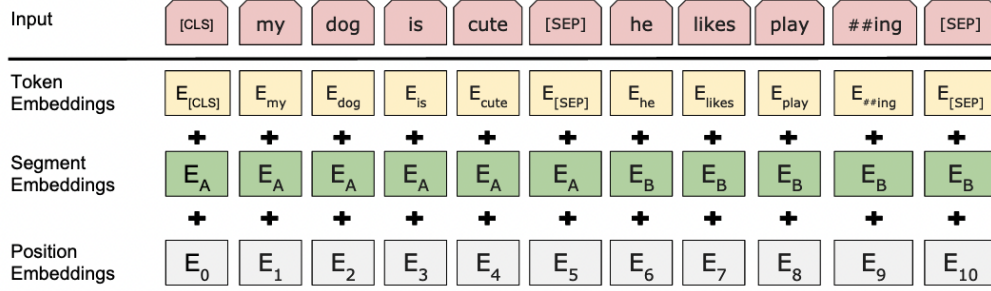 Input [CLS] my dog is cute [SEP] he likes play ##ing [SEP]
Token Embeddings E[CLS] Emy Edog Eis Ecute E[SEP] Ehe Elikes Eplay E##ing E[SEP]
+ + + + + + + + + + +
Segment Embeddings EA EA EA EA EA EA EB EB EB EB EB
+ + + + + + + + + + +
Position Embeddings E0 E1 E2 E3 E4 E5 E6 E7 E8 E9 E10